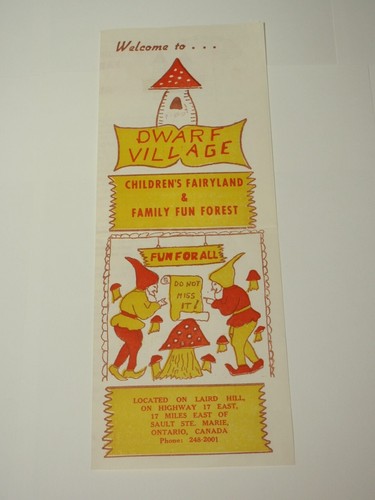 Welcome to . . .
DWARF
VILLAGE
CHILDREN'S FAIRYLAND
&
FAMILY FUN FOREST
FUN FOR ALL
DO NOT
MISS
IT!
LOCATED ON LAIRD HILL,
ON HIGHWAY 17 EAST,
17 MILES EAST OF
SAULT STE. MARIE,
ONTARIO, CANADA
Phone: 248-2001